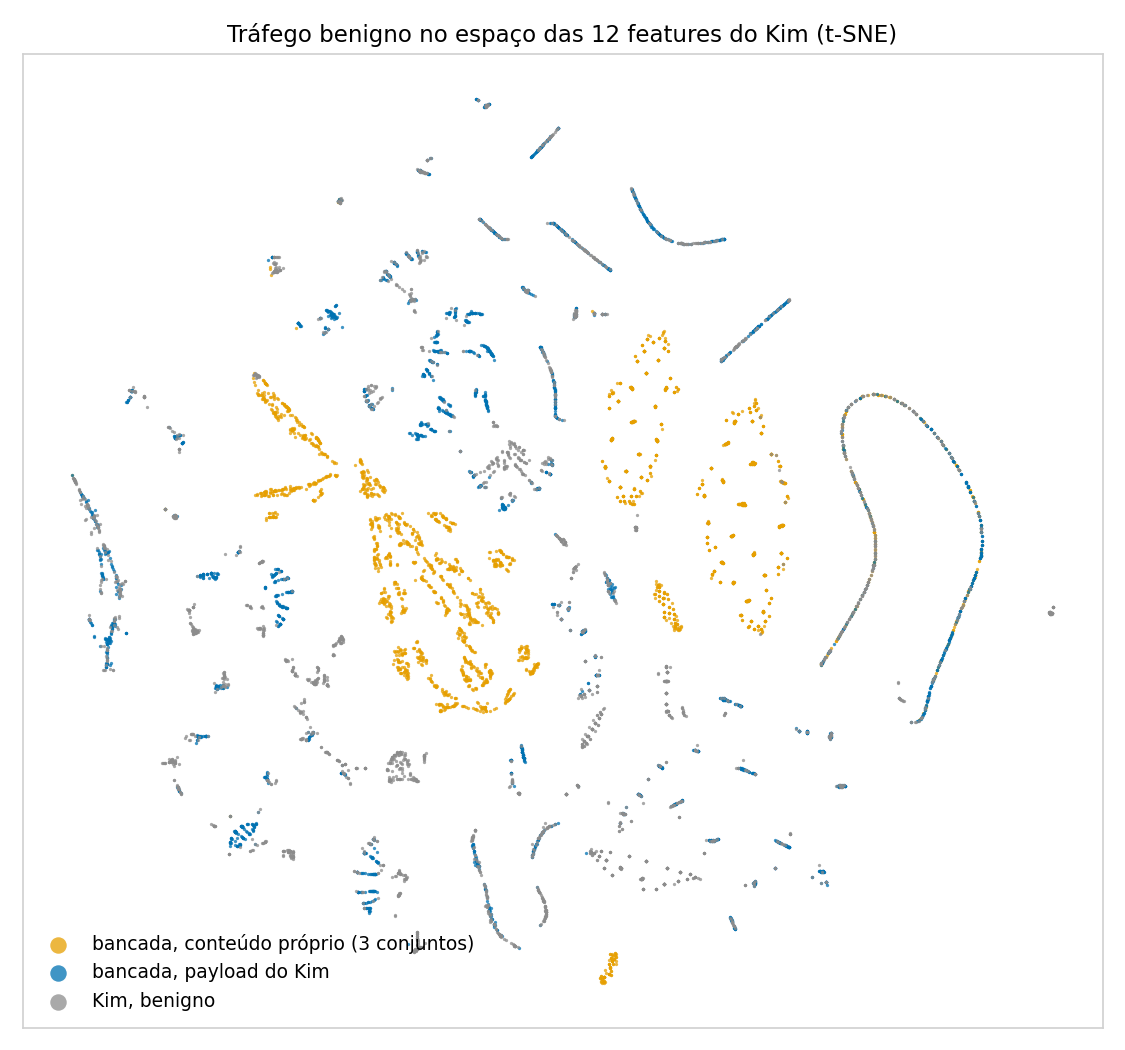 Tráfego benigno no espaço das 12 features do Kim (t-SNE)
bancada, conteúdo próprio (3 conjuntos)
bancada, payload do Kim
Kim, benigno